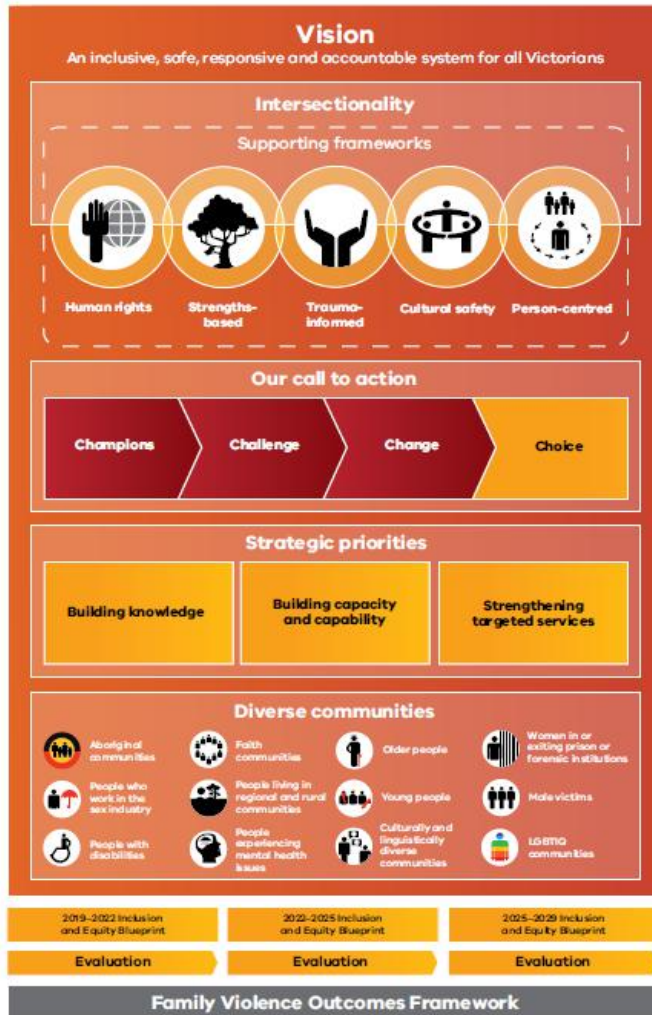 Vision
An inclusive, safe, responsive and accountable system for all Victorians
Intersectionality
Supporting frameworks
Human rights
Strengths-
based
Trauma-
informed
Cultural safety
Person-centred
Our call to action
Champions
Challenge
Change
Choice
Strategic priorities
Building knowledge
Building capacity
and capability
Strengthening
targeted services
Diverse communities
Aboriginal
communities
Faith
communities
Older people
Women in or
exiting prison or
forensic institutions
People who
work in the
sex industry
People living in
regional and rural
communities
Young people
Male victims
People with
disabilities
People
experiencing
mental health
issues
Culturally and
linguistically
diverse
communities
LGBTIQ
communities
2019–2022 Inclusion
and Equity Blueprint
2022–2025 Inclusion
and Equity Blueprint
2025–2029 Inclusion
and Equity Blueprint
Evaluation
Evaluation
Evaluation
Family Violence Outcomes Framework